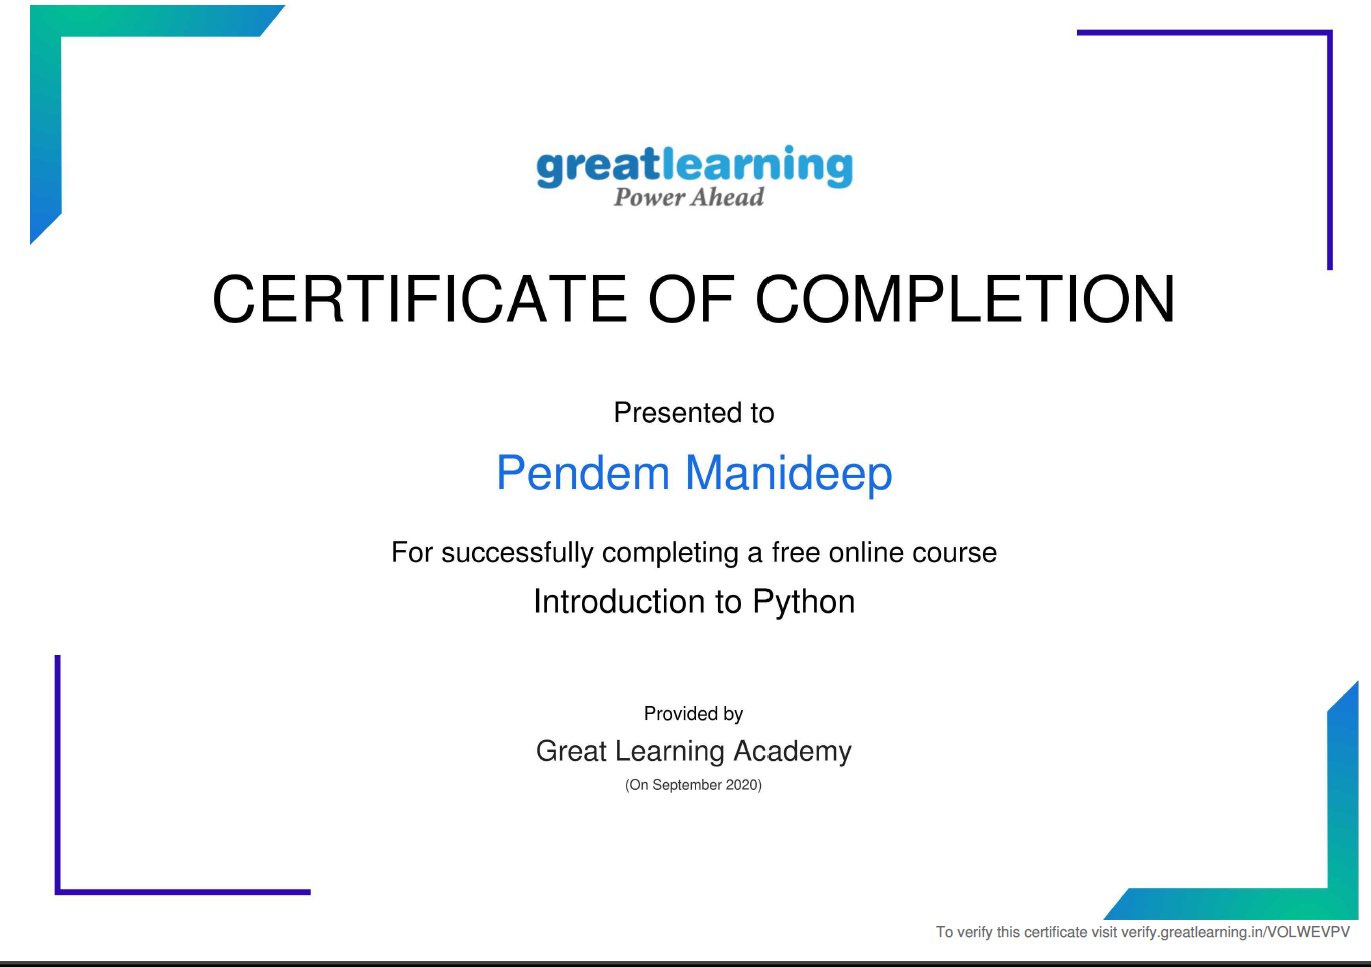 greatlearning
Power Ahead
CERTIFICATE OF COMPLETION
Presented to
Pendem Manideep
For successfully completing a free online course
Introduction to Python
Provided by
Great Learning Academy
(On September 2020)
To verify this certificate visit verify.greatlearning.in/VOLWEVPV